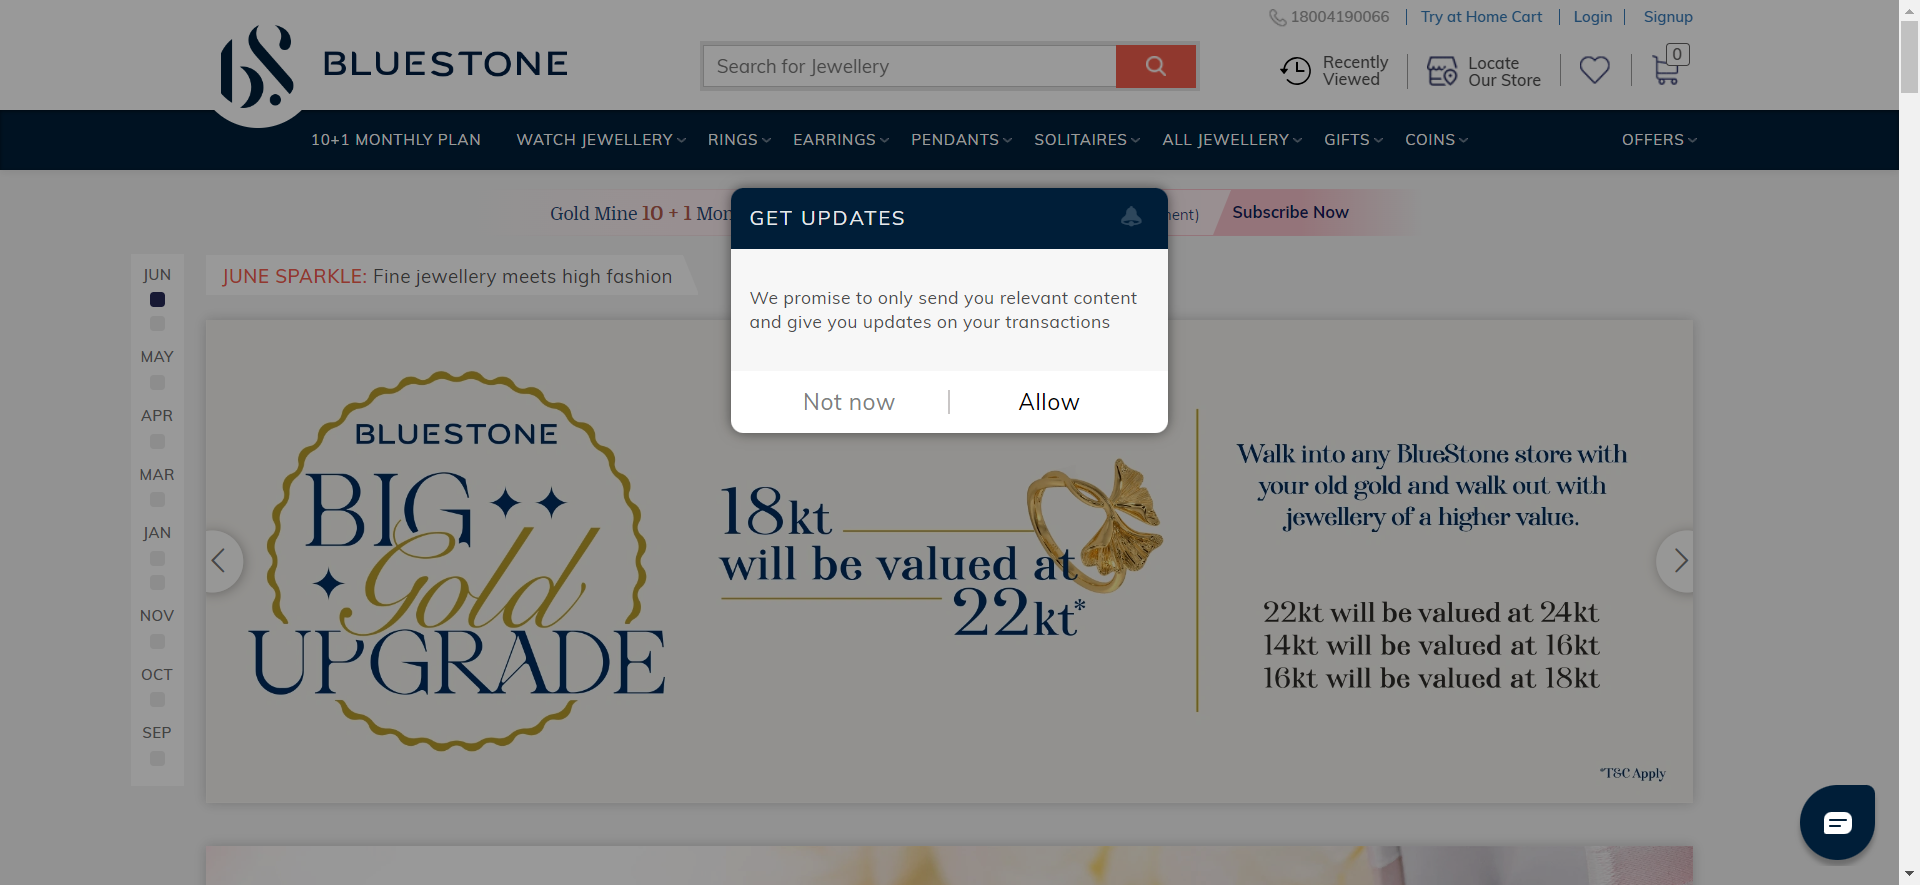 18004190066
Try at Home Cart
Login
Signup
BLUESTONE
Search for Jewellery
Recently
Viewed
Locate
Our Store
0
10+1 MONTHLY PLAN
WATCH JEWELLERY
RINGS
EARRINGS
PENDANTS
SOLITAIRES
ALL JEWELLERY
GIFTS
COINS
OFFERS
Gold Mine 10 + 1 Mon
Subscribe Now
GET UPDATES
We promise to only send you relevant content
and give you updates on your transactions
Not now
Allow
JUN
MAY
APR
MAR
JAN
NOV
OCT
SEP
JUNE SPARKLE: Fine jewellery meets high fashion
BLUESTONE
BIG
Gold
UPGRADE
18kt
will be valued at
22kt*
Walk into any BlueStone store with
your old gold and walk out with
jewellery of a higher value.
22kt will be valued at 24kt
14kt will be valued at 16kt
16kt will be valued at 18kt
*T&C Apply